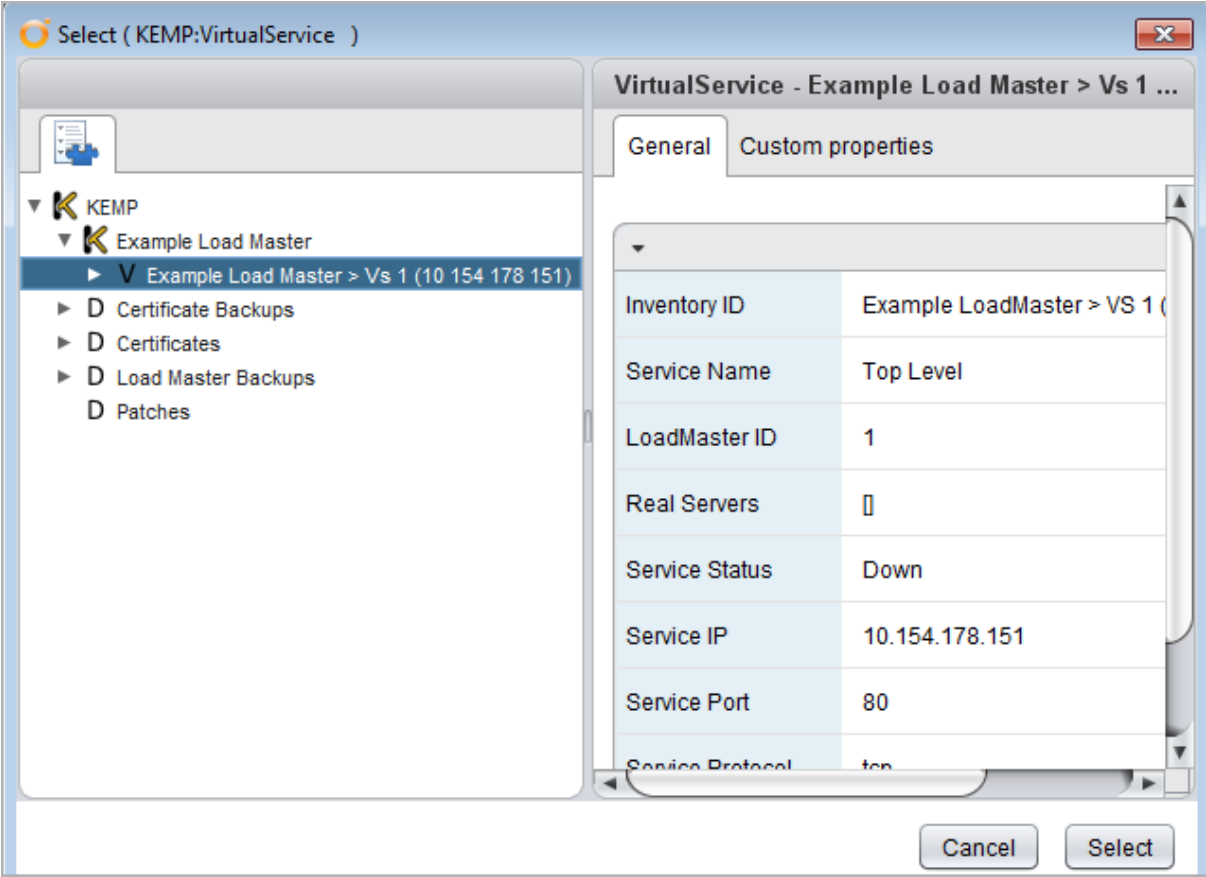 Select ( KEMP:VirtualService )
VirtualService - Example Load Master > Vs 1 ...
General Custom properties
KEMP
Example Load Master
V Example Load Master > Vs 1 (10 154 178 151)
D Certificate Backups
D Certificates
D Load Master Backups
D Patches
Inventory ID Example LoadMaster > VS 1 (
Service Name Top Level
LoadMaster ID 1
Real Servers []
Service Status Down
Service IP 10.154.178.151
Service Port 80
Service Protocol tcp
Cancel Select